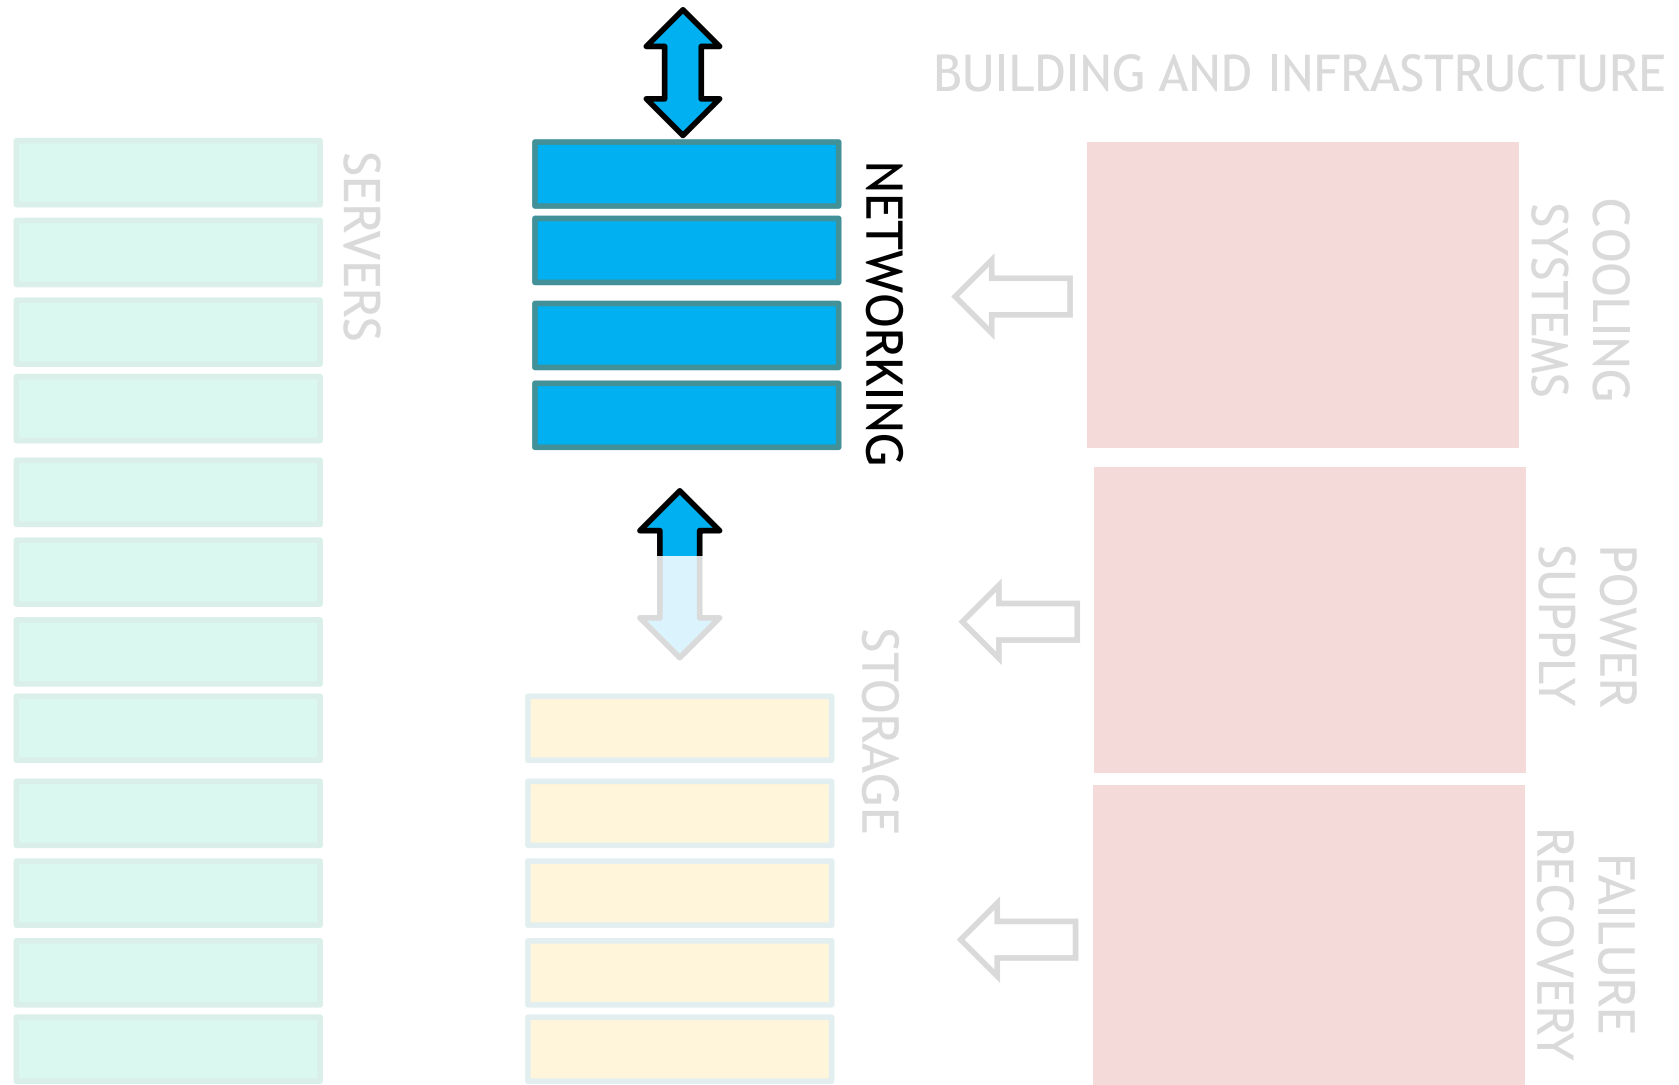 BUILDING AND INFRASTRUCTURE
SERVERS
NETWORKING
COOLING
SYSTEMS
STORAGE
POWER
SUPPLY
FAILURE
RECOVERY